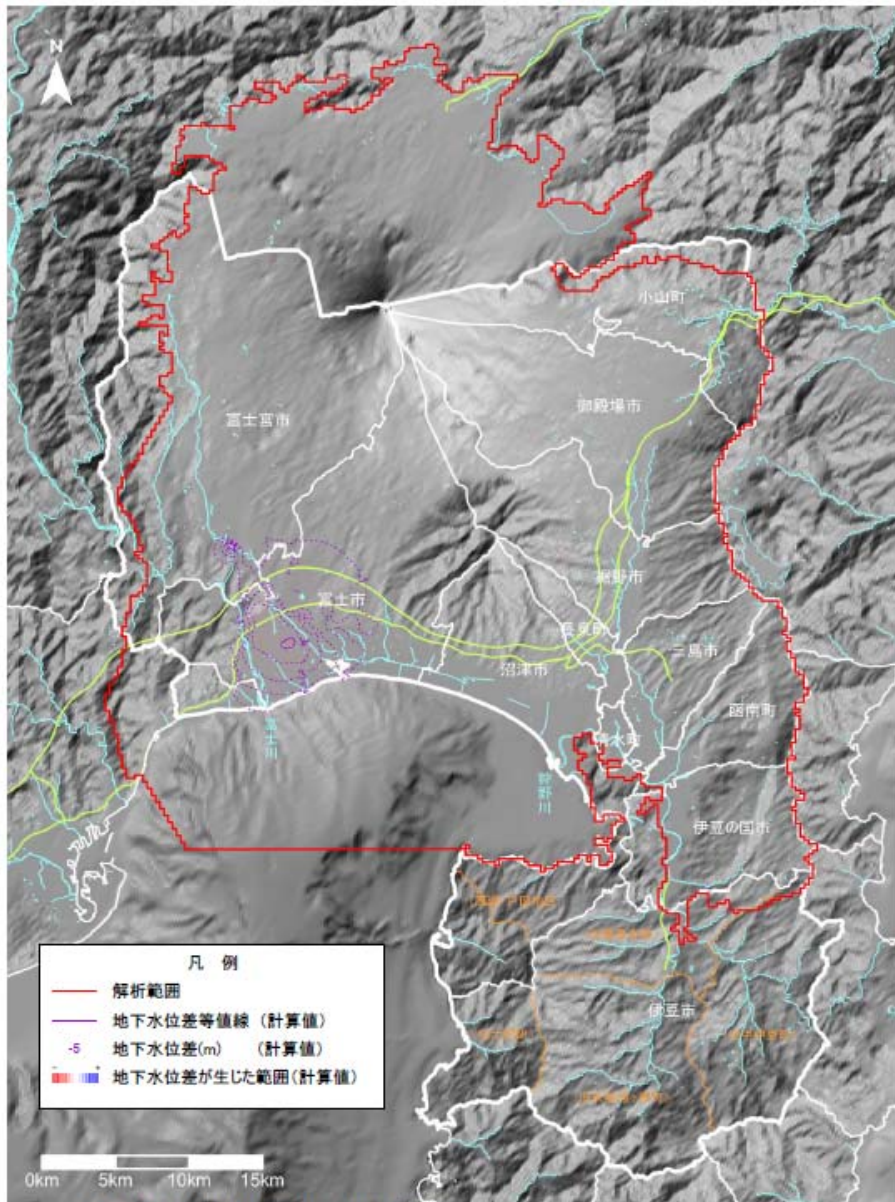 N
小山町
御殿場市
富士宮市
裾野市
富士市
長泉町
三島市
沼津市
函南町
清水町
富士川
狩野川
伊豆の国市
伊豆市
凡 例
解析範囲
地下水位差等値線 (計算値)
-5 地下水位差(m) (計算値)
- + 地下水位差が生じた範囲(計算値)
0km 5km 10km 15km